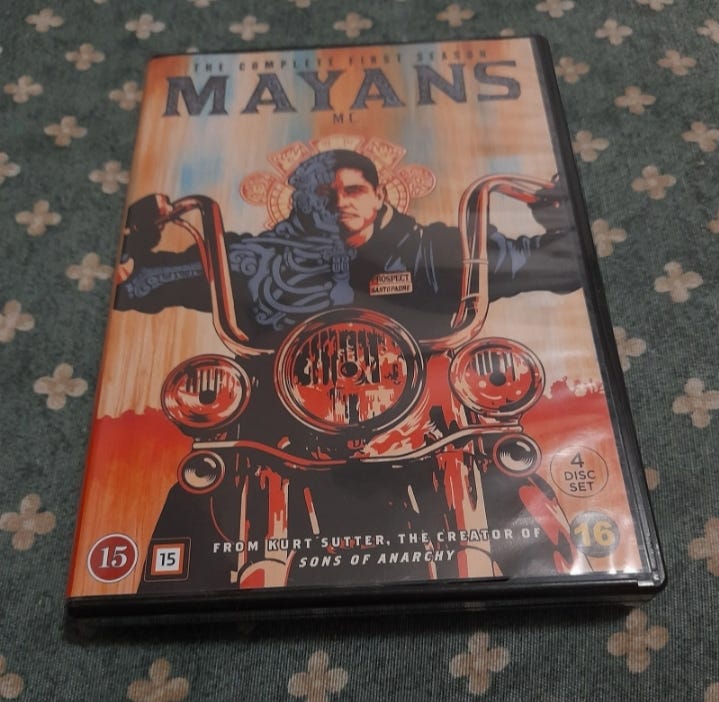 THE COMPLETE FIRST SEASON
MAYANS
MC
PROSPECT
SANTO PADRE
4
DISC
SET
FROM KURT SUTTER, THE CREATOR OF
SONS OF ANARCHY
15
15
16